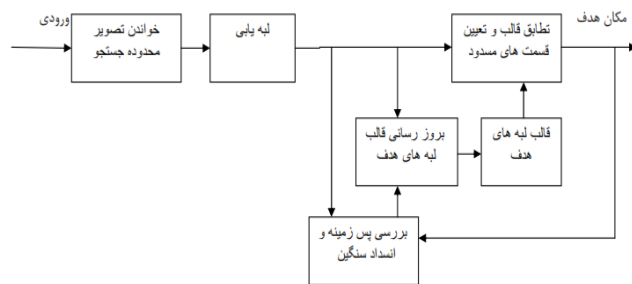 ورودی
خواندن تصویر
محدوده جستجو
لبه یابی
تطابق قالب و تعیین
قسمت های مسدود
مکان هدف
بروز رسانی قالب
لبه های هدف
قالب لبه های
هدف
بررسی پس زمینه و
انسداد سنگین